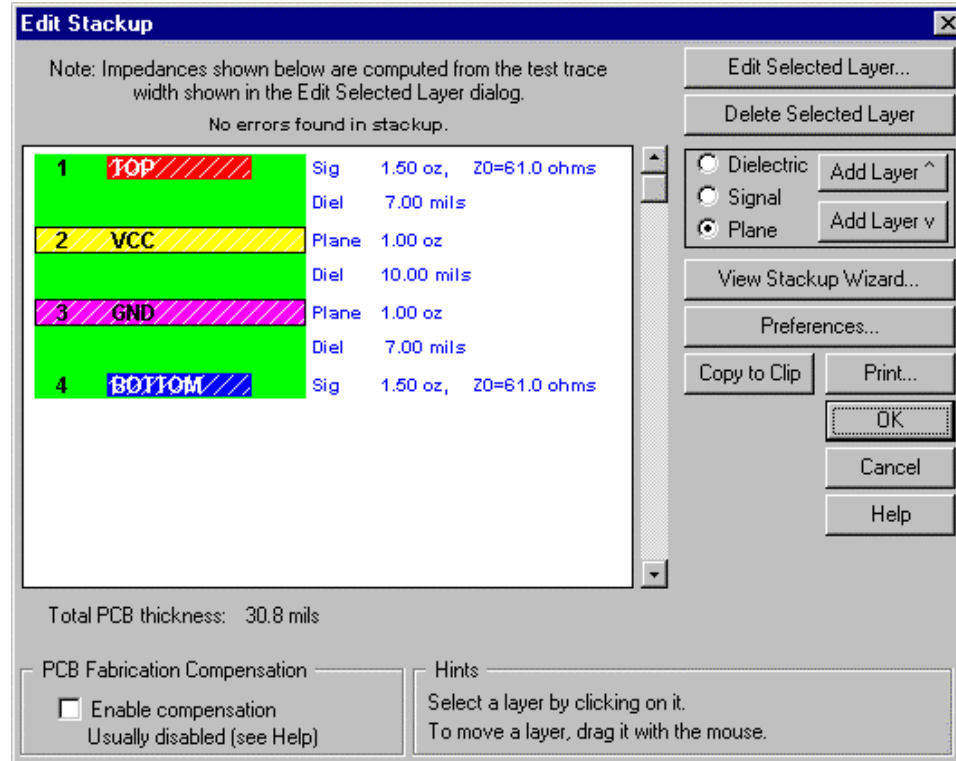 Edit Stackup
Note: Impedances shown below are computed from the test trace
width shown in the Edit Selected Layer dialog.
No errors found in stackup.
1 TOP Sig 1.50 oz, Z0=61.0 ohms
Diel 7.00 mils
2 VCC Plane 1.00 oz
Diel 10.00 mils
3 GND Plane 1.00 oz
Diel 7.00 mils
4 BOTTOM Sig 1.50 oz, Z0=61.0 ohms
Total PCB thickness: 30.8 mils
PCB Fabrication Compensation
Enable compensation
Usually disabled (see Help)
Hints
Select a layer by clicking on it.
To move a layer, drag it with the mouse.
Edit Selected Layer...
Delete Selected Layer
Dielectric
Signal
Plane
Add Layer ^
Add Layer v
View Stackup Wizard...
Preferences...
Copy to Clip
Print...
OK
Cancel
Help